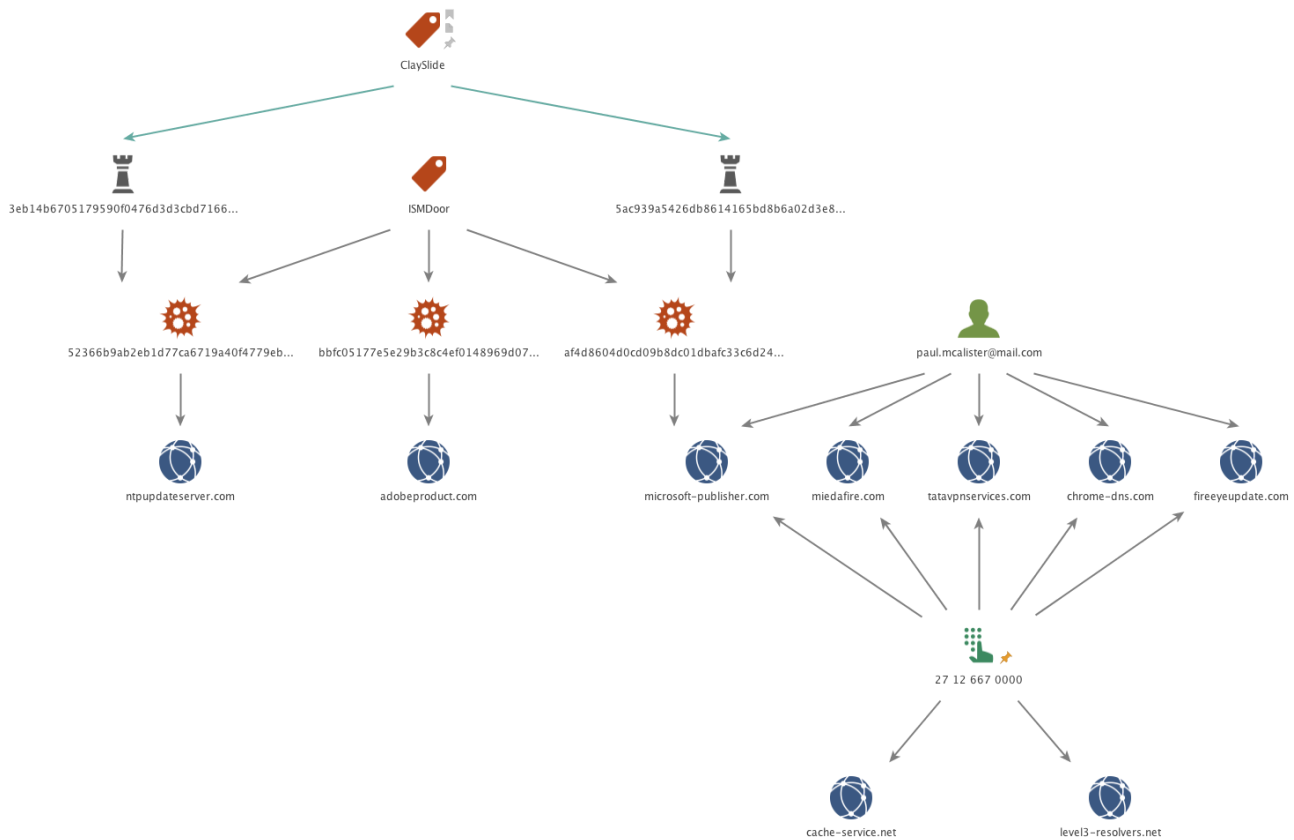 ClaySlide
3eb14b6705179590f0476d3d3cbd7166...
ISMDoor
5ac939a5426db8614165bd8b6a02d3e8...
52366b9ab2eb1d77ca6719a40f4779eb...
bbfc05177e5e29b3c8c4ef0148969d07...
af4d8604d0cd09b8dc01dbafc33c6d24...
paul.mcalister@mail.com
ntpupdateserver.com
adobeproduct.com
microsoft-publisher.com
miedafire.com
tatavpnservices.com
chrome-dns.com
fireeyeupdate.com
27 12 667 0000
cache-service.net
level3-resolvers.net